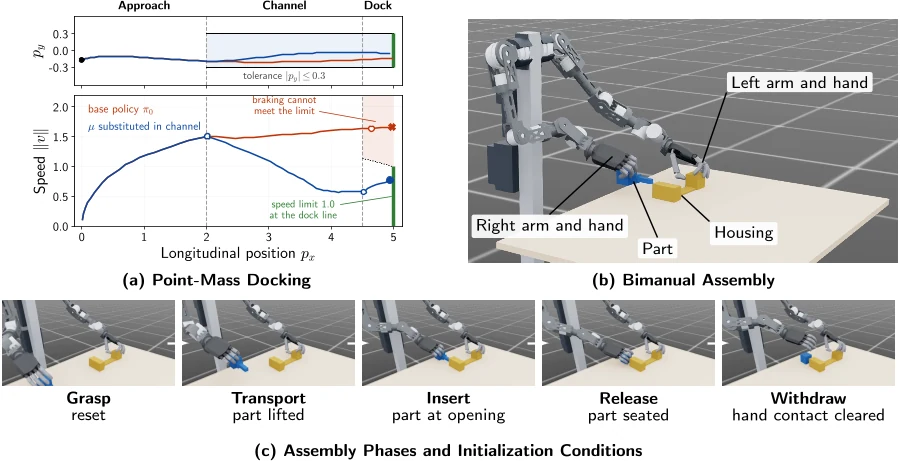 Approach Channel Dock
p_y
0.3
0.0
-0.3
tolerance |p_y| ≤ 0.3
Speed ‖v‖
2.0
1.5
1.0
0.5
0.0
base policy π₀
μ substituted in channel
braking cannot
meet the limit
speed limit 1.0
at the dock line
0 1 2 3 4 5
Longitudinal position p_x
(a) Point-Mass Docking
Left arm and hand
Right arm and hand
Part
Housing
(b) Bimanual Assembly
Grasp
reset
Transport
part lifted
Insert
part at opening
Release
part seated
Withdraw
hand contact cleared
(c) Assembly Phases and Initialization Conditions